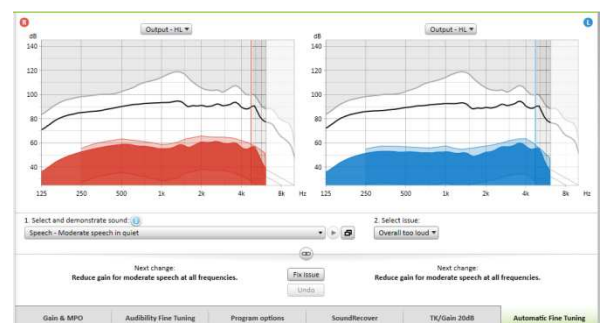 R
Output - HL
Output - HL
dB
140
120
100
80
60
40
125 250 500 1k 2k 4k 8k Hz
dB
140
120
100
80
60
40
125 250 500 1k 2k 4k 8k Hz
1. Select and demonstrate sound:
2. Select issue:
Speech - Moderate speech in quiet
Overall too loud
Next change:
Reduce gain for moderate speech at all frequencies.
Fix issue
Undo
Next change:
Reduce gain for moderate speech at all frequencies.
Gain & MPO Audibility Fine Tuning Program options SoundRecover TK/Gain 20dB Automatic Fine Tuning